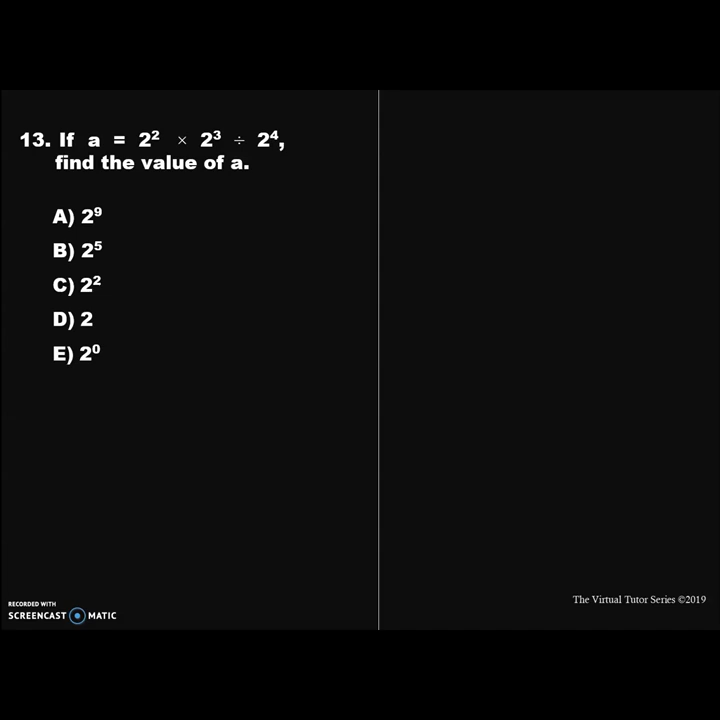 13. If a = 2² × 2³ ÷ 2⁴,
find the value of a.
A) 2⁹
B) 2⁵
C) 2²
D) 2
E) 2⁰
RECORDED WITH
SCREENCAST MATIC
The Virtual Tutor Series ©2019